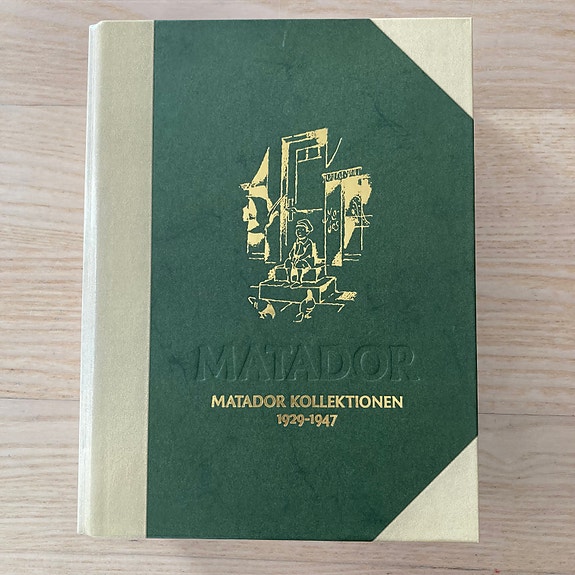 MATADOR
MATADOR KOLLEKTIONEN
1929-1947